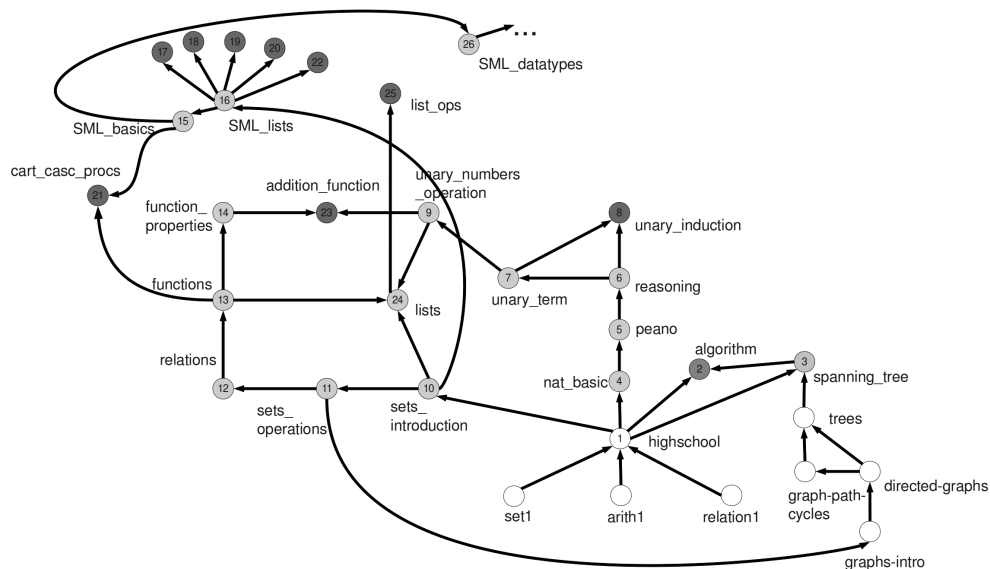 ...
26
SML_datatypes
18
19
20
17
22
16
25
list_ops
15
SML_basics
SML_lists
cart_casc_procs
21
addition_function
unary_numbers
_operation
function_
properties
14
23
9
8
unary_induction
7
6
unary_term
reasoning
functions
13
24
lists
5
peano
relations
algorithm
2
3
spanning_tree
nat_basic
4
12
11
10
sets_
operations
sets_
introduction
trees
1
highschool
directed-graphs
graph-path-
cycles
set1
arith1
relation1
graphs-intro